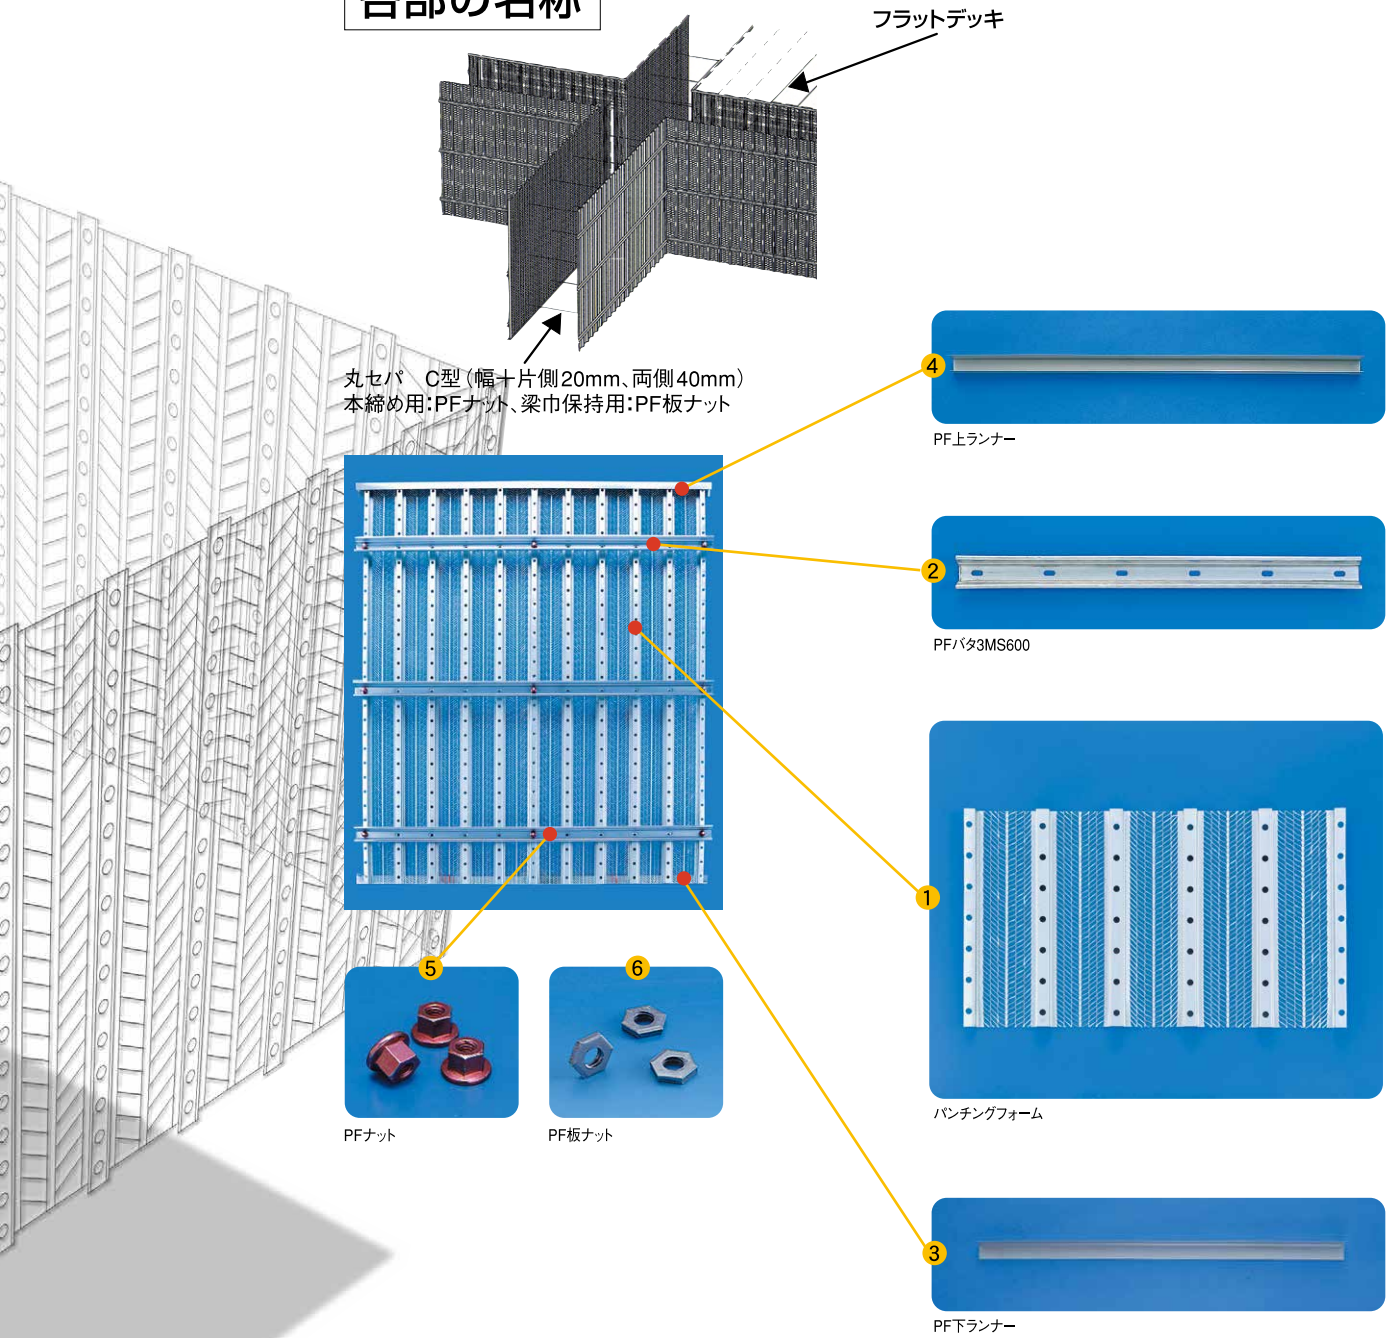 各部の名称
フラットデッキ
丸セパ　C型（幅＋片側20mm、両側40mm）
本締め用：PFナット、梁巾保持用：PF板ナット
4
PF上ランナー
2
PFバタ3MS600
1
パンチングフォーム
5
6
PFナット
PF板ナット
3
PF下ランナー